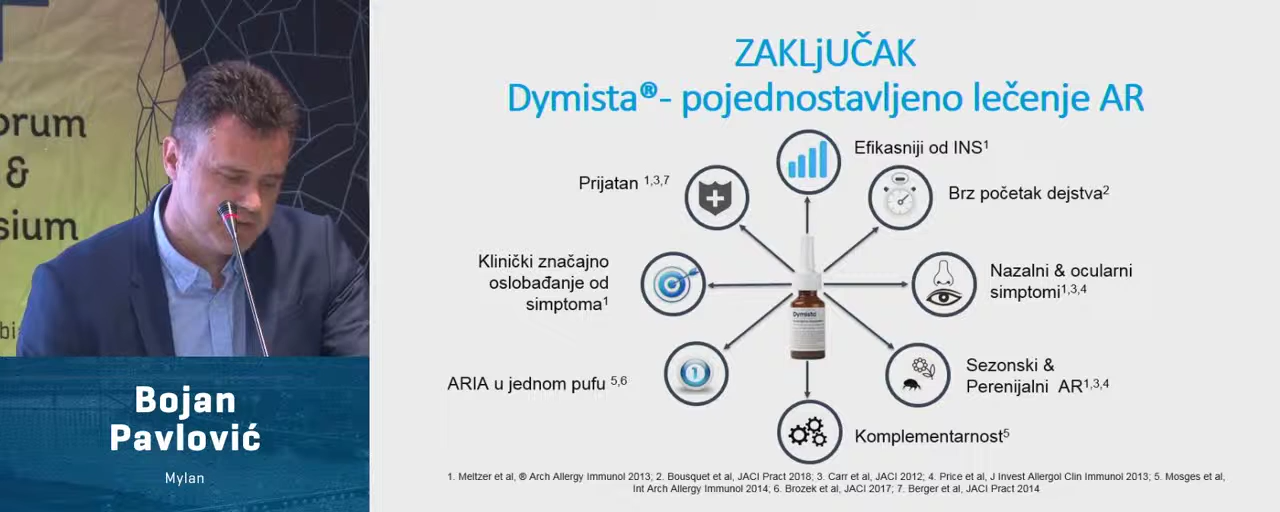 orum
&
sium
bi
Bojan
Pavlović
Mylan
ZAKLjUČAK
Dymista®- pojednostavljeno lečenje AR
Efikasniji od INS¹
Prijatan 1,3,7
Brz početak dejstva²
Klinički značajno
oslobađanje od
simptoma¹
Nazalni & ocularni
simptomi1,3,4
Dymista
1
ARIA u jednom pufu 5,6
Sezonski &
Perenijalni AR1,3,4
Komplementarnost⁵
1. Meltzer et al, ® Arch Allergy Immunol 2013; 2. Bousquet et al, JACI Pract 2018; 3. Carr et al, JACI 2012; 4. Price et al, J Invest Allergol Clin Immunol 2013; 5. Mosges et al,
Int Arch Allergy Immunol 2014, 6. Brozek et al, JACI 2017; 7. Berger et al, JACI Pract 2014